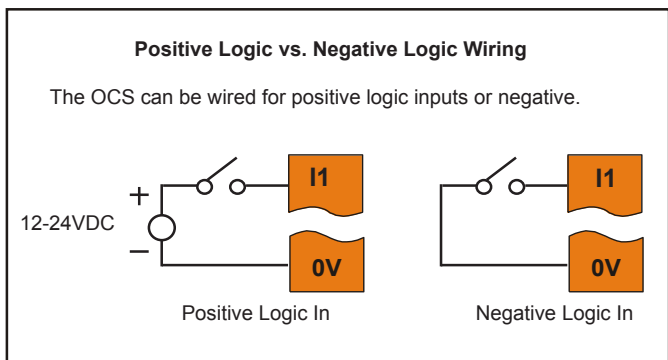 Positive Logic vs. Negative Logic Wiring
The OCS can be wired for positive logic inputs or negative.
I1
I1
+
12-24VDC
–
0V
0V
Positive Logic In
Negative Logic In